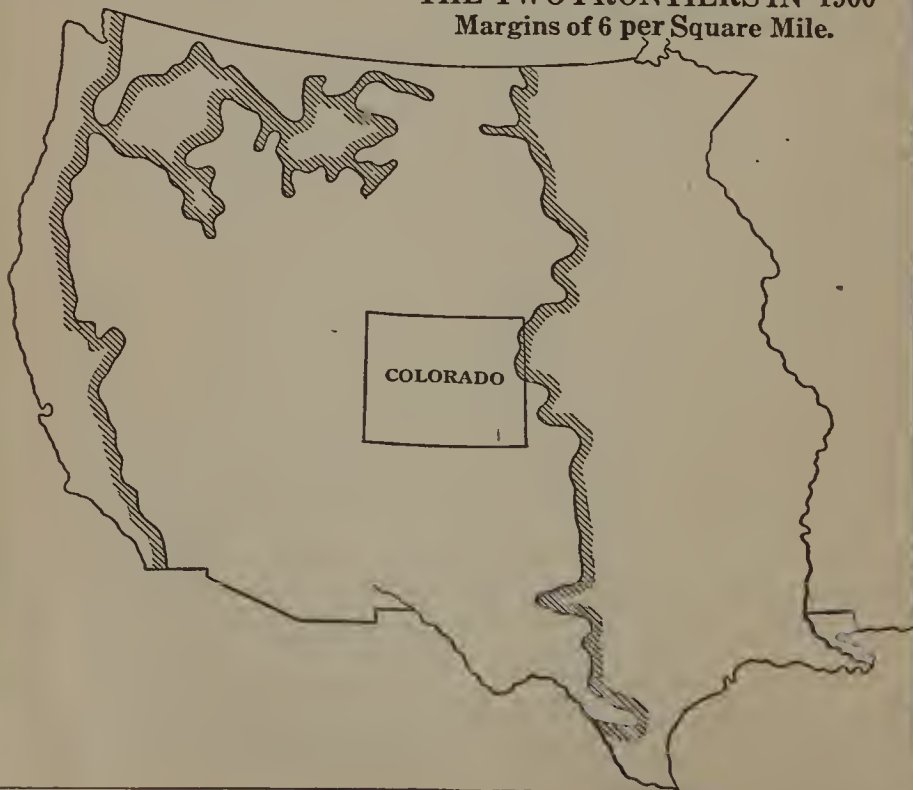 THE TWO FRONTIERS IN 1900
Margins of 6 per Square Mile.
COLORADO